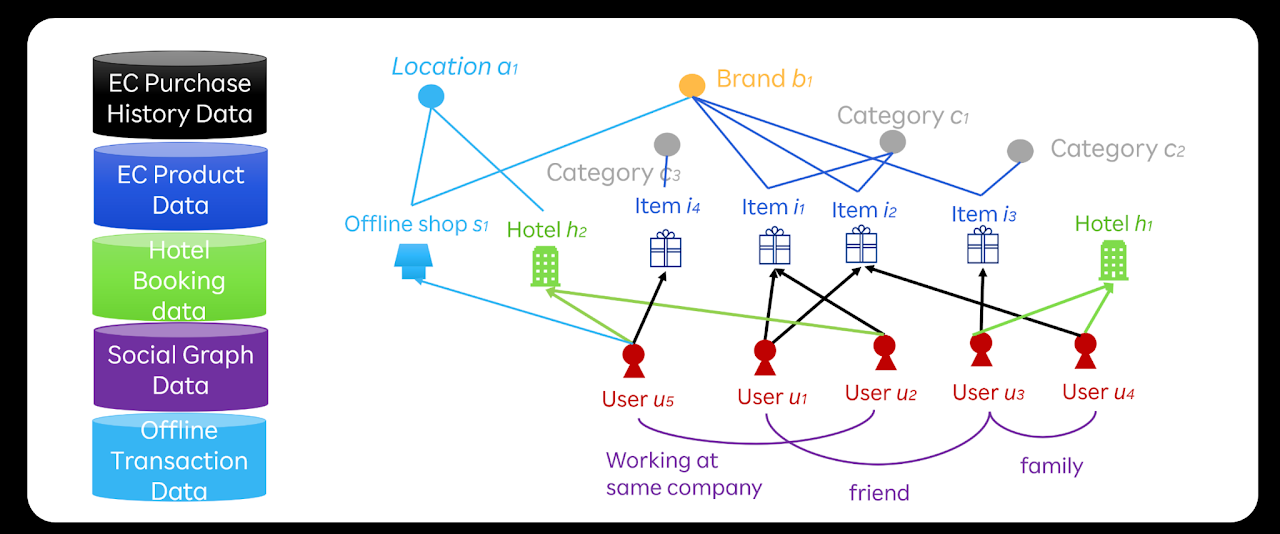 EC Purchase
History Data
EC Product
Data
Hotel
Booking
data
Social Graph
Data
Offline
Transaction
Data
Location a1
Brand b1
Category c1
Category c2
Category c3
Offline shop s1
Hotel h2
Item i4
Item i1
Item i2
Item i3
Hotel h1
User u5
User u1
User u2
User u3
User u4
Working at
same company
friend
family